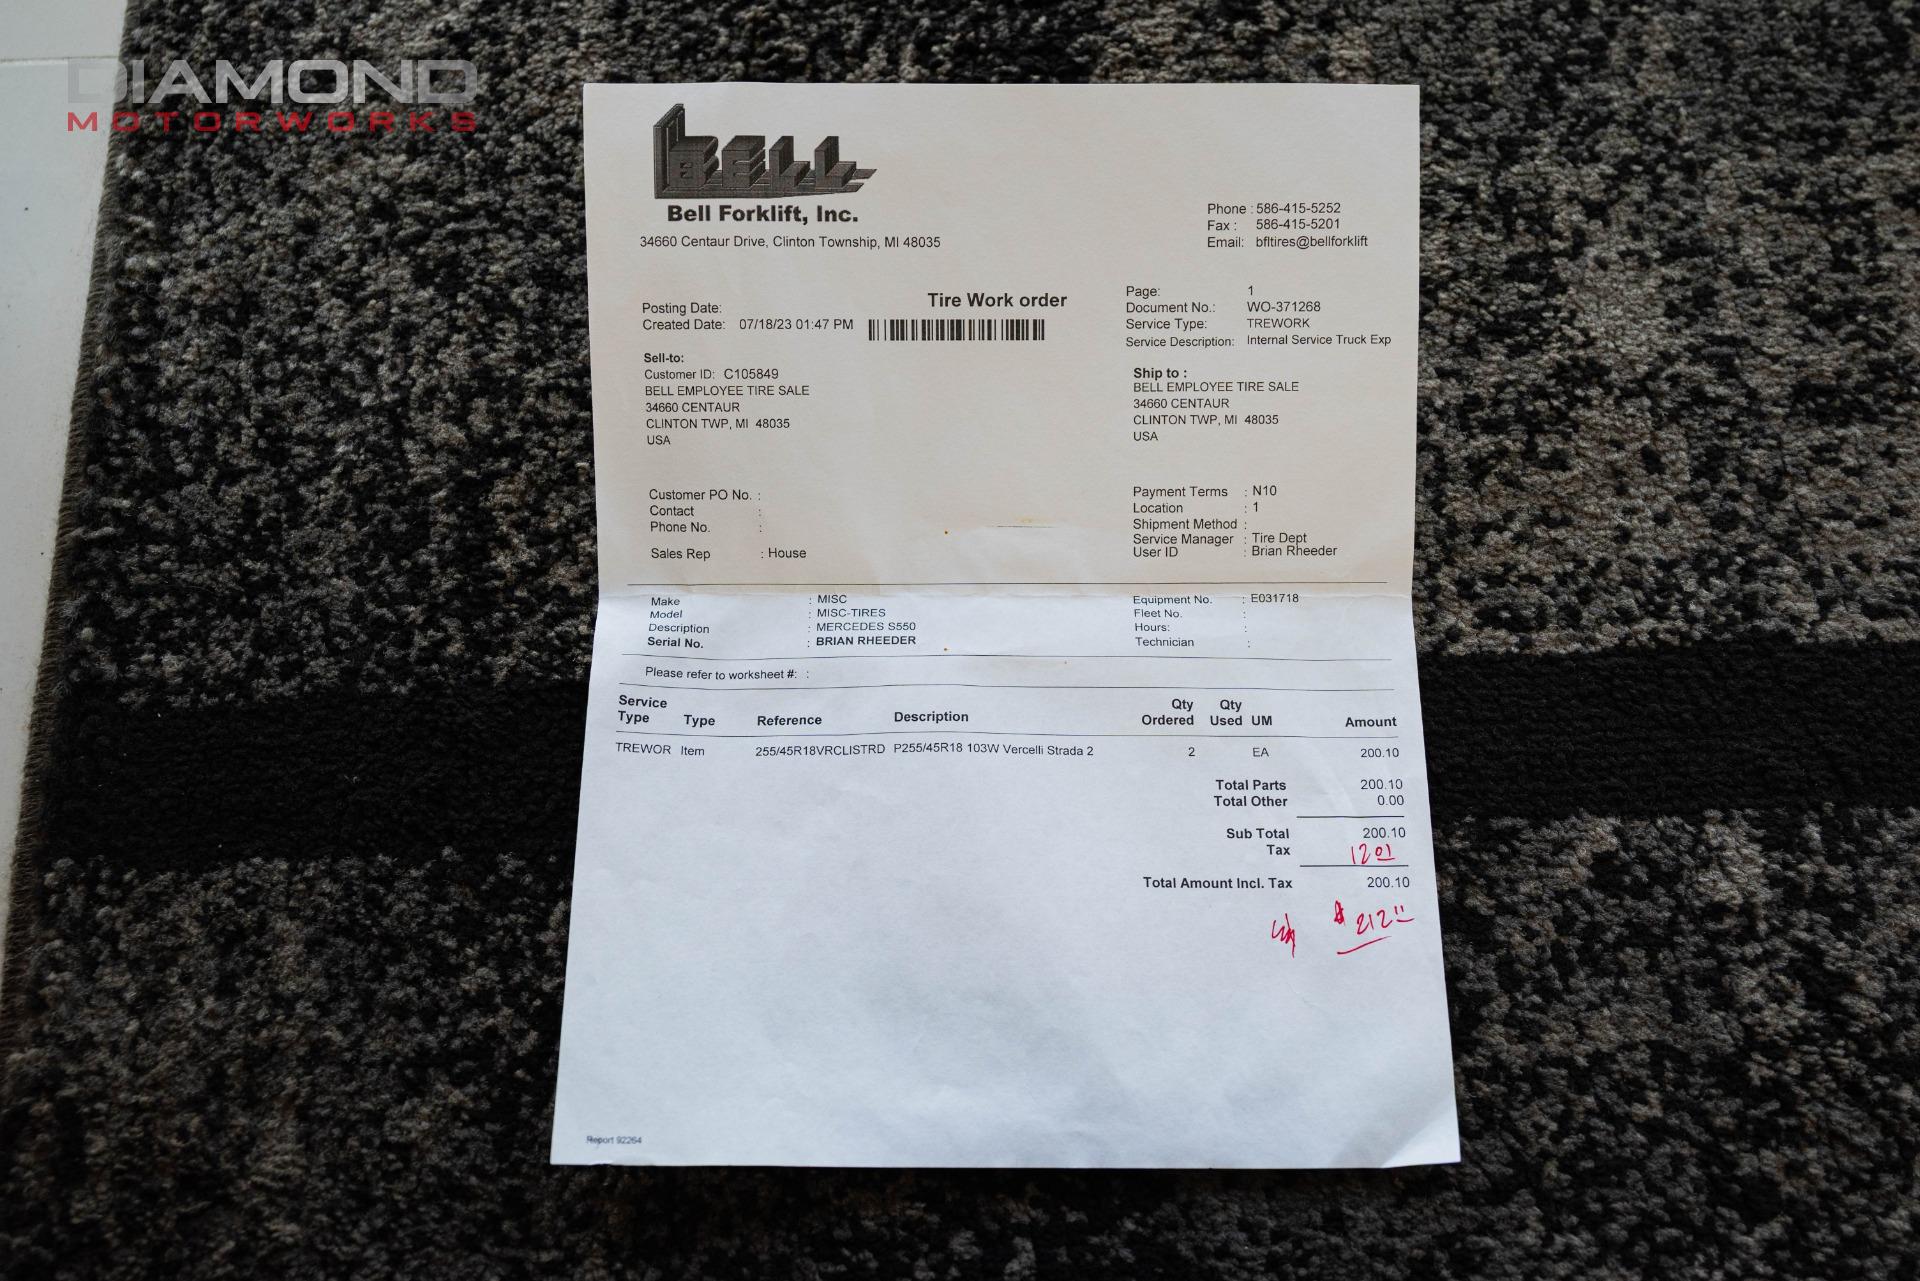 DIAMOND
MOTORWORKS
BELL
Bell Forklift, Inc.
34660 Centaur Drive, Clinton Township, MI 48035
Phone : 586-415-5252
Fax : 586-415-5201
Email: bfltires@bellforklift
Tire Work order
Posting Date:
Created Date: 07/18/23 01:47 PM
Page: 1
Document No.: WO-371268
Service Type: TREWORK
Service Description: Internal Service Truck Exp
Sell-to:
Customer ID: C105849
BELL EMPLOYEE TIRE SALE
34660 CENTAUR
CLINTON TWP, MI 48035
USA
Ship to :
BELL EMPLOYEE TIRE SALE
34660 CENTAUR
CLINTON TWP, MI 48035
USA
Customer PO No. :
Contact :
Phone No. :
Sales Rep : House
Payment Terms : N10
Location : 1
Shipment Method :
Service Manager : Tire Dept
User ID : Brian Rheeder
Make : MISC
Model : MISC-TIRES
Description : MERCEDES S550
Serial No. : BRIAN RHEEDER
Equipment No. : E031718
Fleet No. :
Hours: :
Technician :
Please refer to worksheet #: :
Service Type Type Reference Description Qty Ordered Qty Used UM Amount
TREWOR Item 255/45R18VRCLISTRD P255/45R18 103W Vercelli Strada 2 2 EA 200.10
Total Parts 200.10
Total Other 0.00
Sub Total 200.10
Tax 12 01
Total Amount Incl. Tax 200.10
$ 212 11
Report 92264